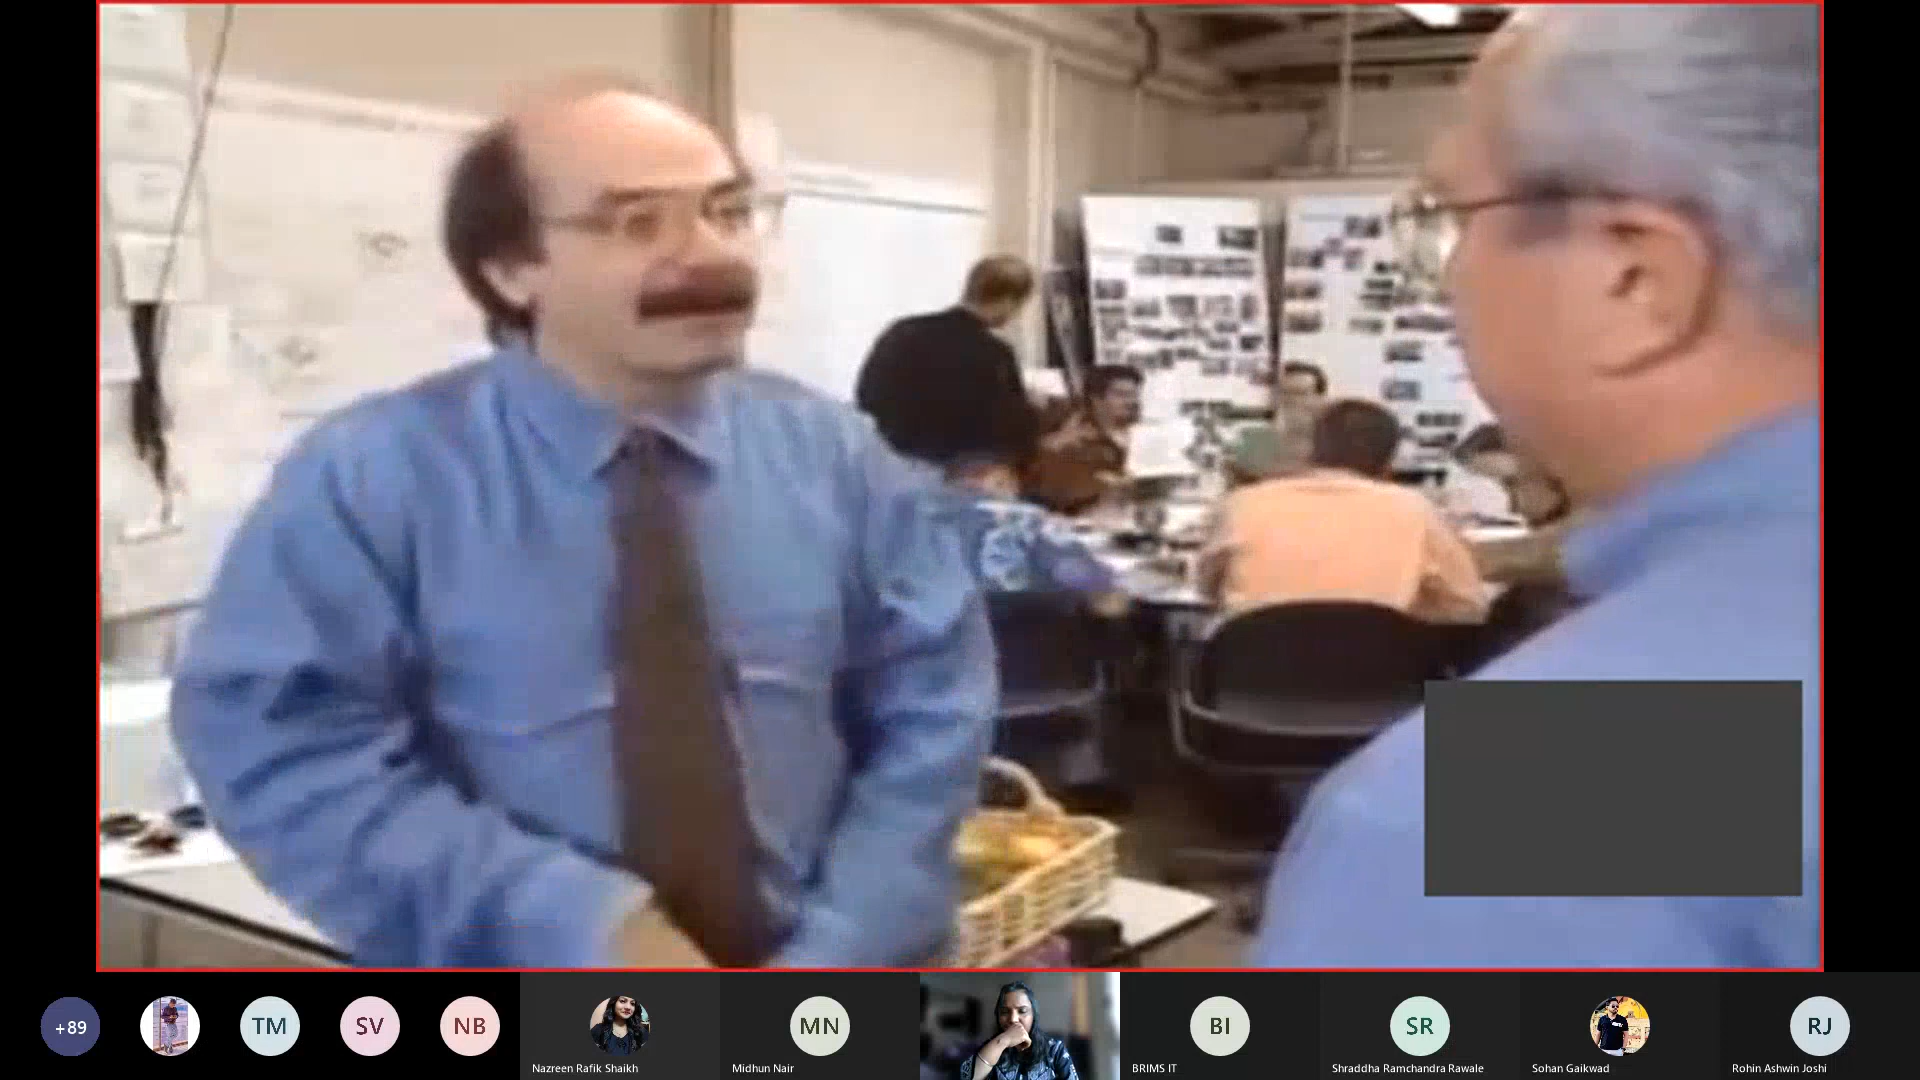 +89
TM
SV
NB
Nazreen Rafik Shaikh
MN
Midhun Nair
BI
BRIMS IT
SR
Shraddha Ramchandra Rawale
Sohan Gaikwad
RJ
Rohin Ashwin Joshi